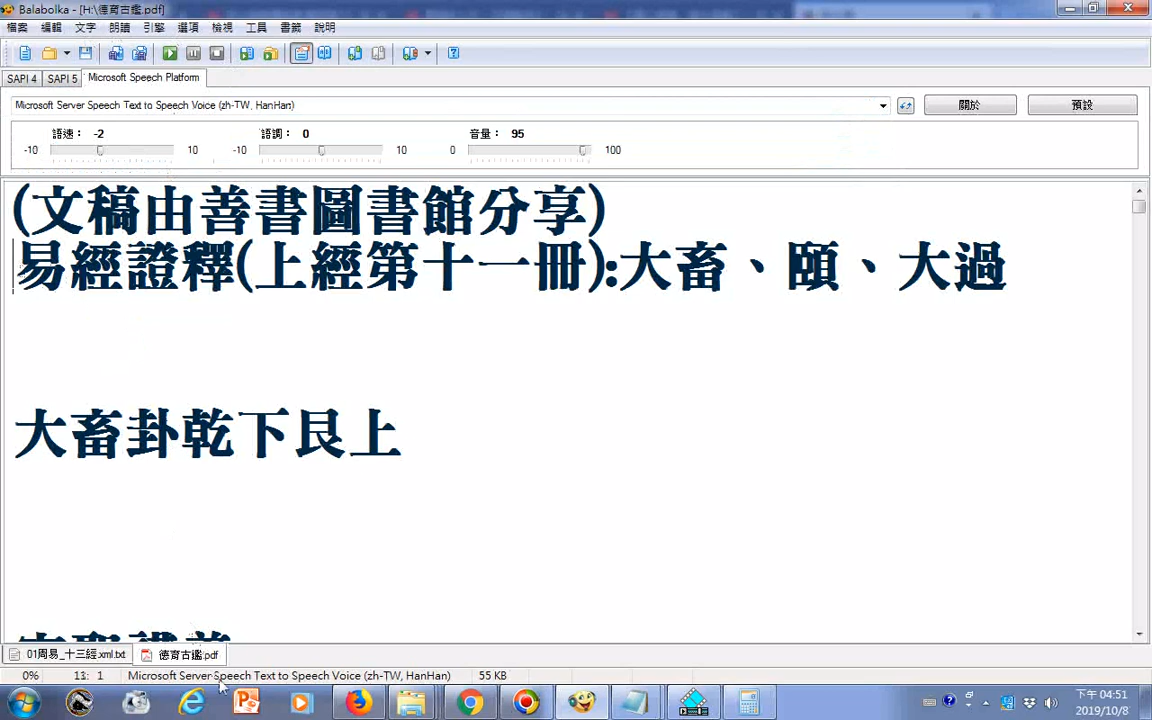 Balabolka - [H:\德育古鑑.pdf]
檔案 編輯 文字 朗讀 引擎 選項 檢視 工具 書籤 說明
SAPI 4 SAPI 5 Microsoft Speech Platform
Microsoft Server Speech Text to Speech Voice (zh-TW, HanHan) 關於 預設
語速： -2 語調： 0 音量： 95
-10 10 -10 10 0 100
(文稿由善書圖書館分享)
易經證釋(上經第十一冊):大畜、頤、大過
大畜卦乾下艮上
01周易_十三經.xml.txt 德育古鑑.pdf
0% 13: 1 Microsoft Server Speech Text to Speech Voice (zh-TW, HanHan) 55 KB
下午 04:51
2019/10/8